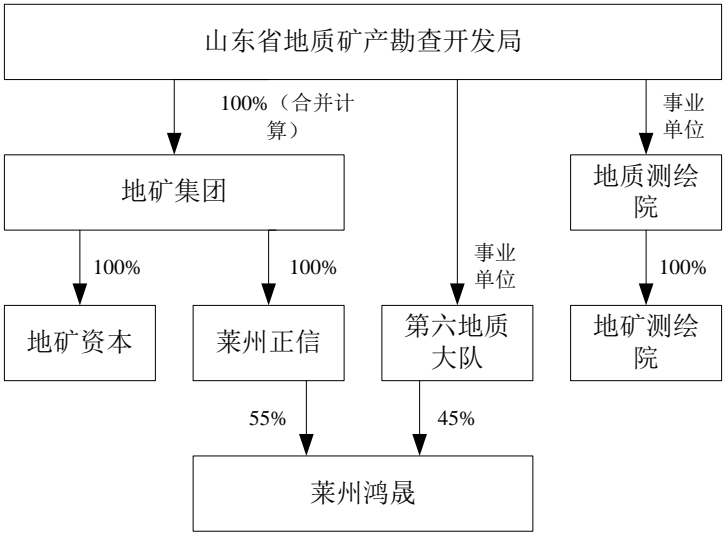 山东省地质矿产勘查开发局
100%（合并计
算）
事业
单位
地矿集团
地质测绘
院
100%
100%
事业
单位
100%
地矿资本
莱州正信
第六地质
大队
地矿测绘
院
55%
45%
莱州鸿晟